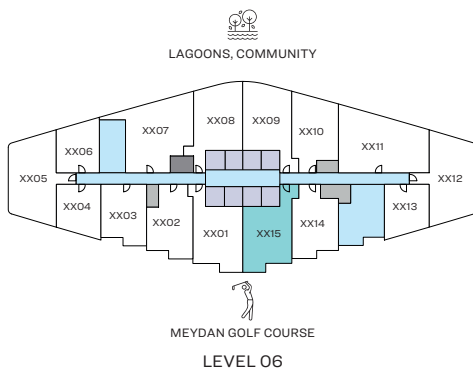 LAGOONS, COMMUNITY
XX07
XX08
XX09
XX10
XX06
XX11
XX05
XX12
XX04
XX03
XX02
XX01
XX15
XX14
XX13
MEYDAN GOLF COURSE
LEVEL 06